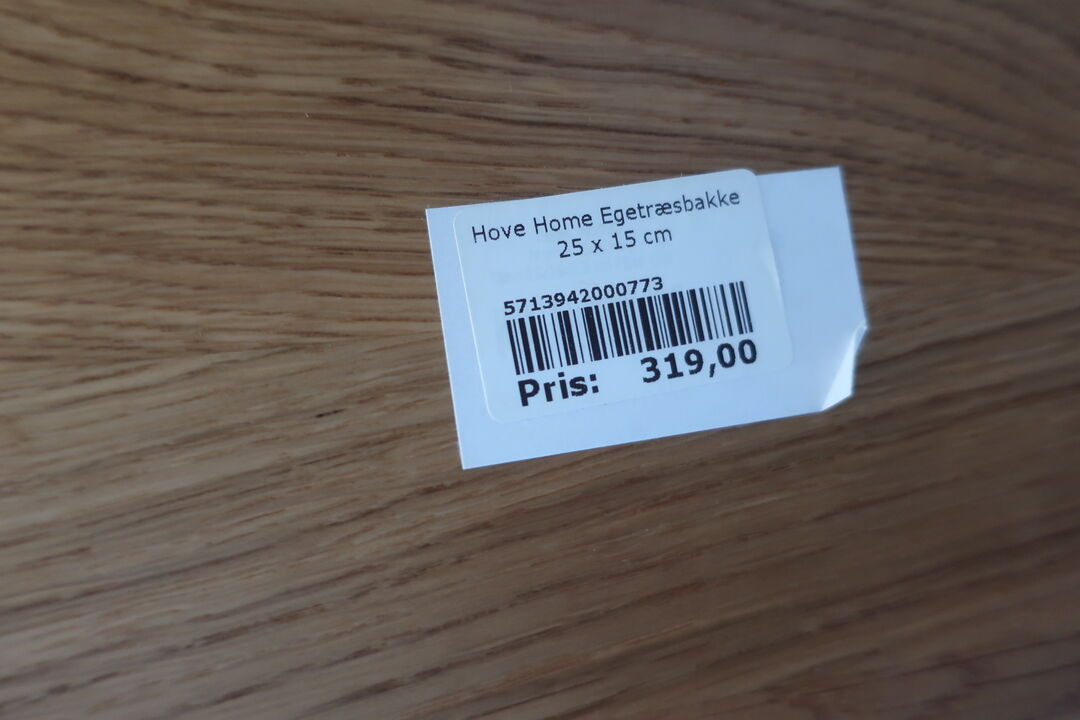 Hove Home Egetræsbakke
25 x 15 cm
5713942000773
Pris: 319,00